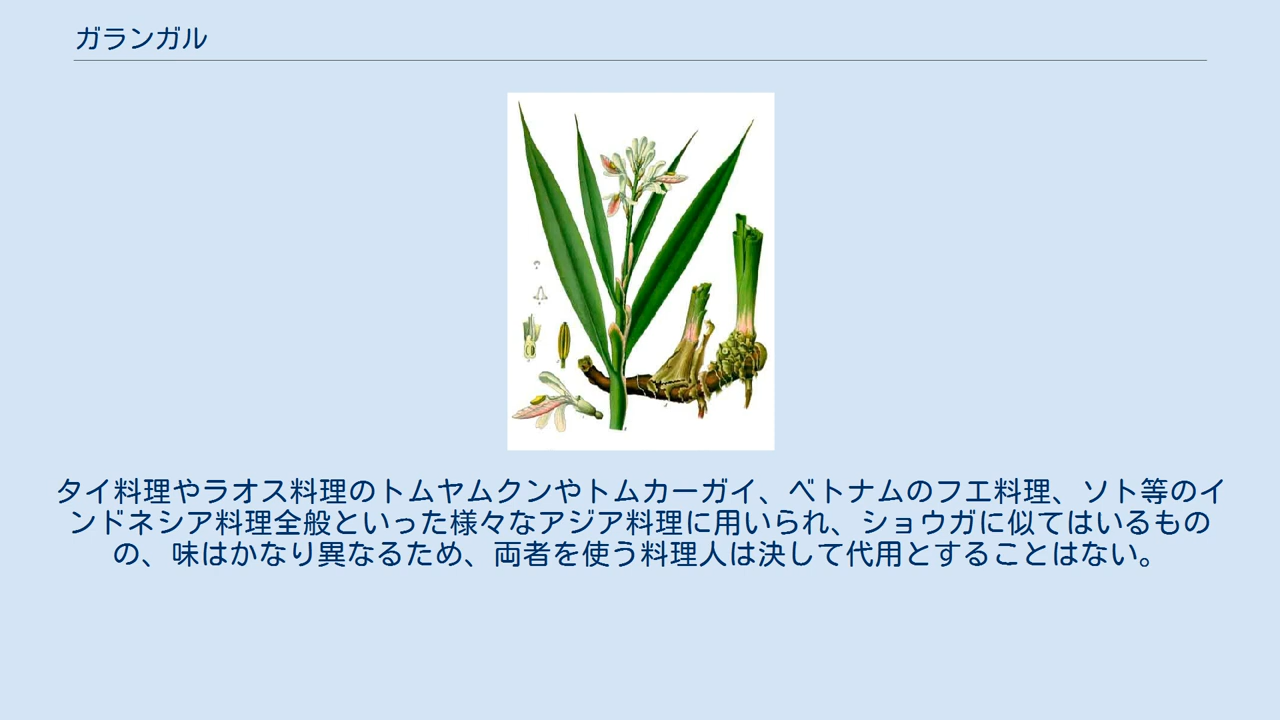 ガランガル
タイ料理やラオス料理のトムヤムクンやトムカーガイ、ベトナムのフエ料理、ソト等のイ
ンドネシア料理全般といった様々なアジア料理に用いられ、ショウガに似てはいるもの
の、味はかなり異なるため、両者を使う料理人は決して代用とすることはない。